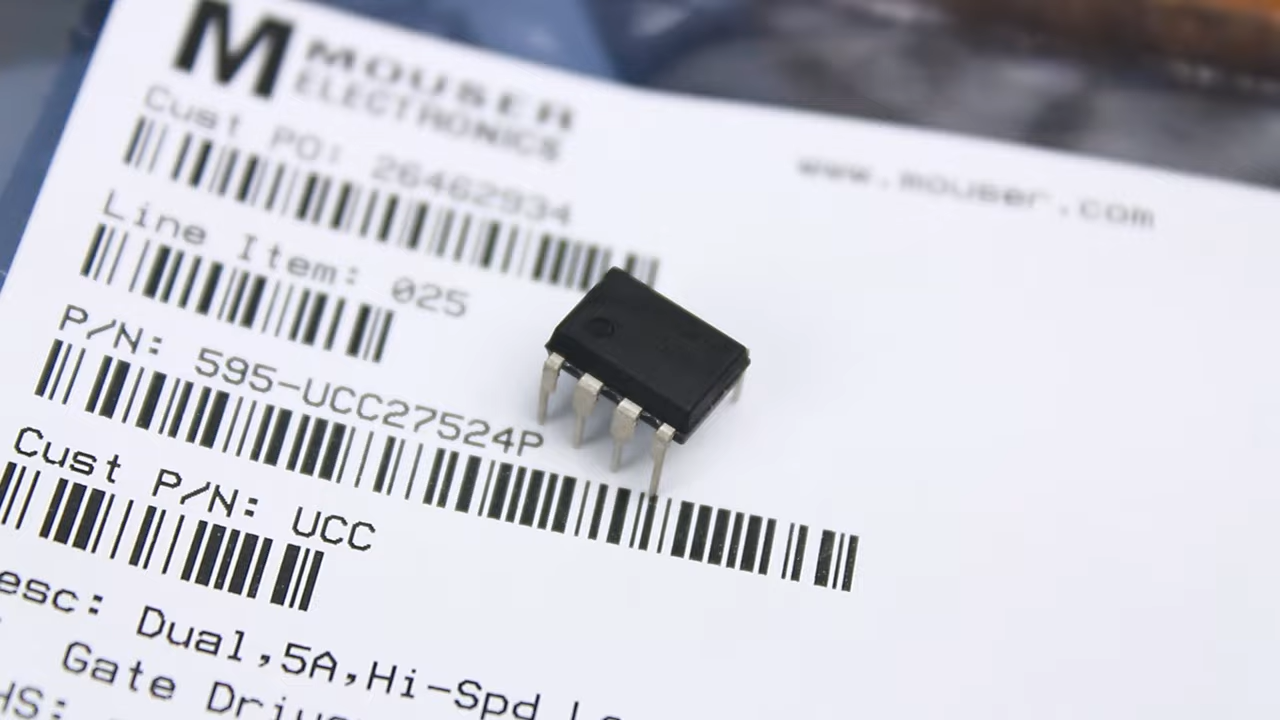 M MOUSER
ELECTRONICS
www.mouser.com
Cust PO: 26462934
Line Item: 025
P/N: 595-UCC27524P
Cust P/N: UCC
esc: Dual,5A,Hi-Spd
Gate
HS: